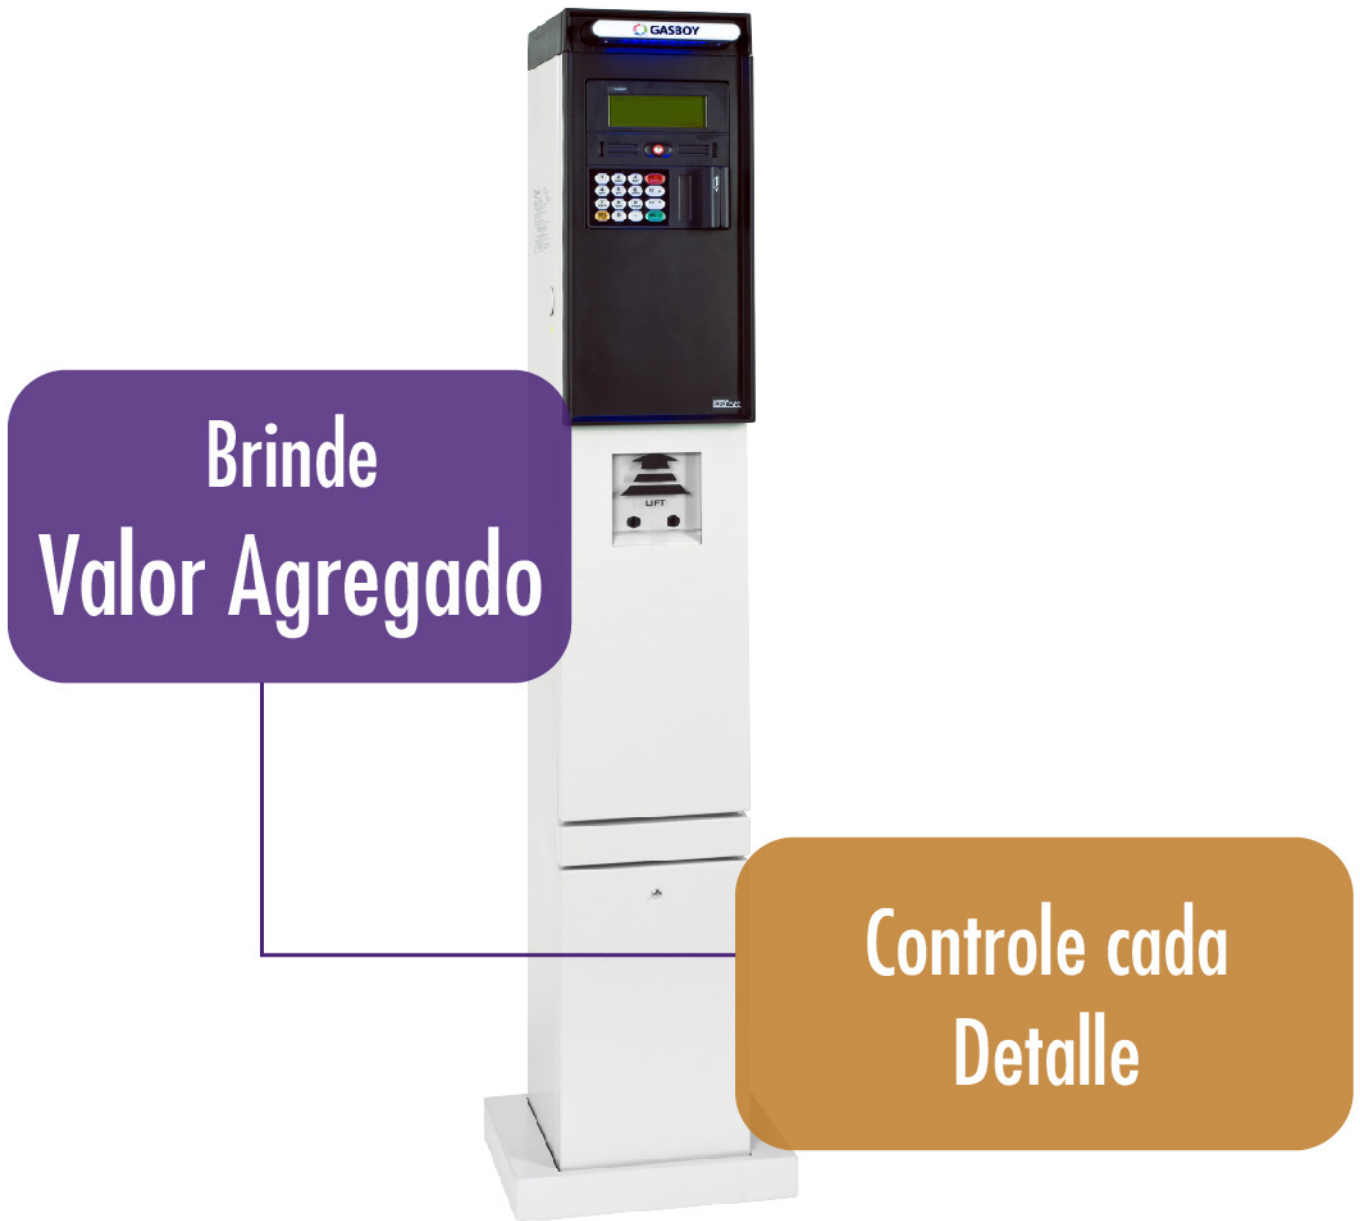 GASBOY
Brinde
Valor Agregado
LIFT
Controle cada
Detalle